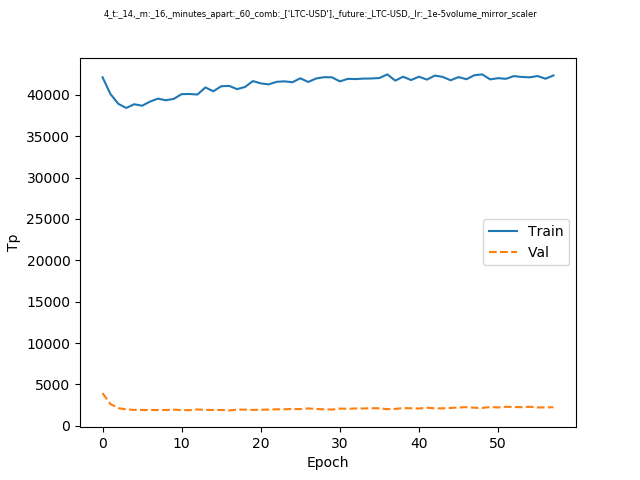 4_t:_14,_m:_16,_minutes_apart:_60_comb:_['LTC-USD'],_future:_LTC-USD,_lr:_1e-5volume_mirror_scaler
40000
35000
30000
25000
20000
15000
10000
5000
0
Tp
Train
Val
0 10 20 30 40 50
Epoch